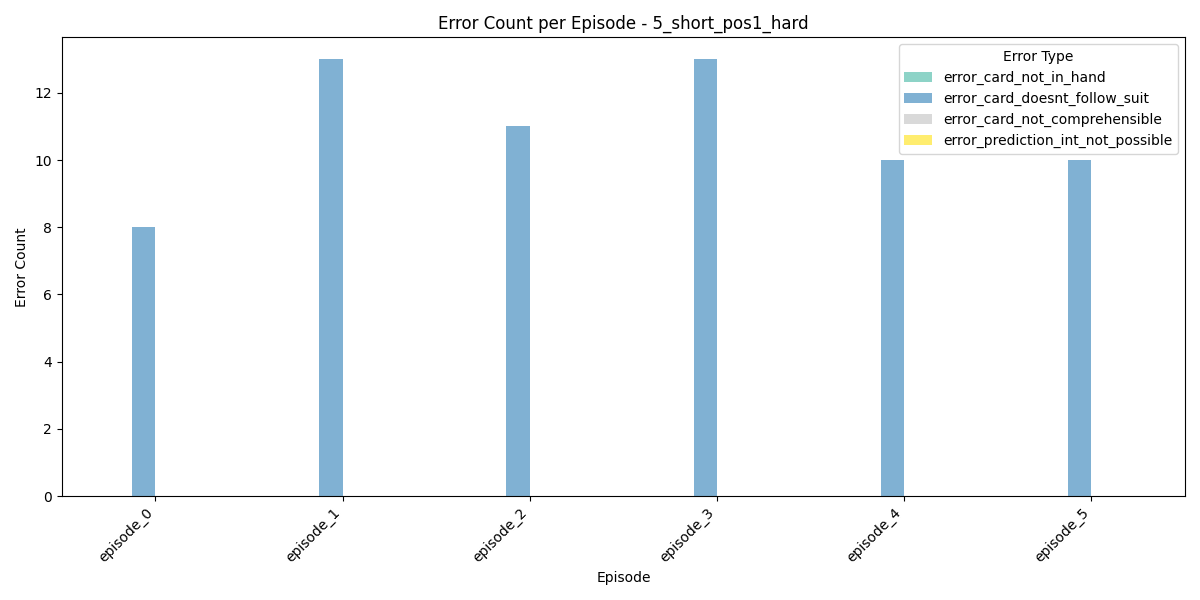 Error Count per Episode - 5_short_pos1_hard
Error Type
error_card_not_in_hand
error_card_doesnt_follow_suit
error_card_not_comprehensible
error_prediction_int_not_possible
Error Count
12
10
8
6
4
2
0
episode_0
episode_1
episode_2
episode_3
episode_4
episode_5
Episode